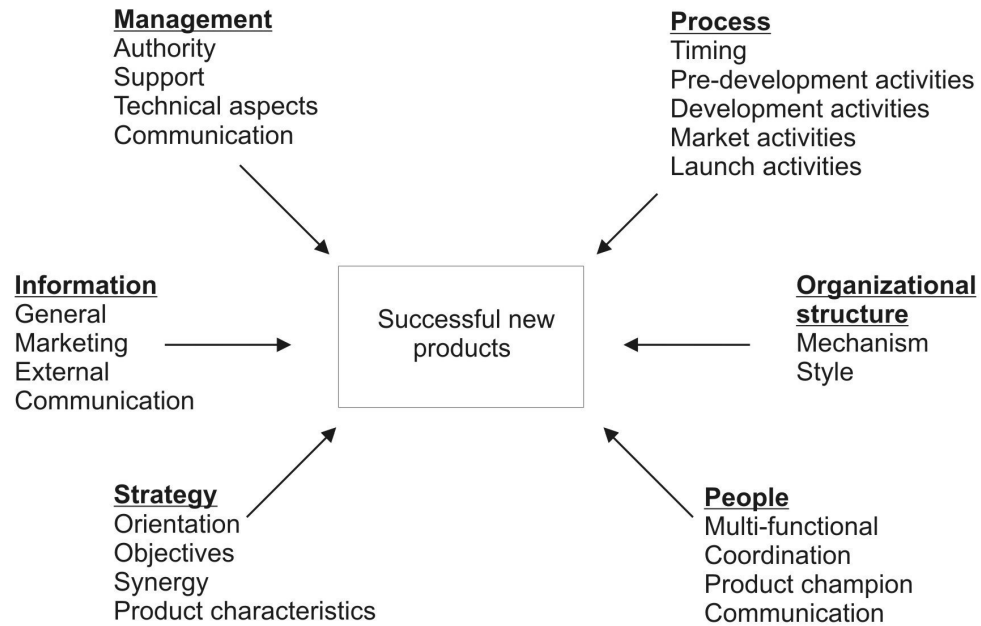 Management
Authority
Support
Technical aspects
Communication
Process
Timing
Pre-development activities
Development activities
Market activities
Launch activities
Information
General
Marketing
External
Communication
Successful new
products
Organizational
structure
Mechanism
Style
Strategy
Orientation
Objectives
Synergy
Product characteristics
People
Multi-functional
Coordination
Product champion
Communication